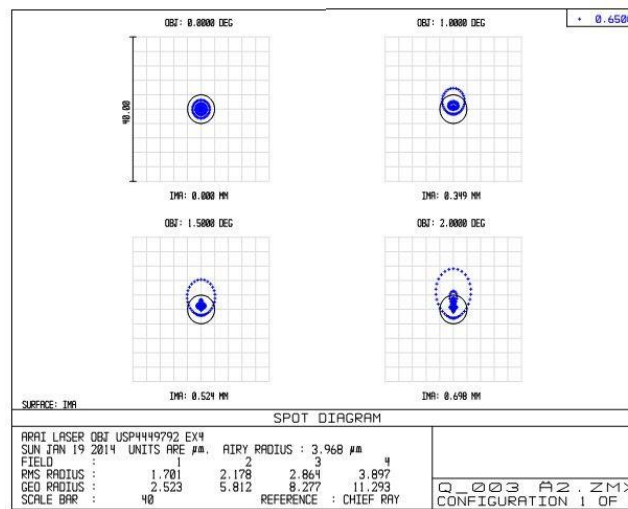 OBJ: 0.0000 DEG
OBJ: 1.0000 DEG
+ 0.650
40.00
IMA: 0.000 MM
IMA: 0.349 MM
OBJ: 1.5000 DEG
OBJ: 2.0000 DEG
IMA: 0.524 MM
IMA: 0.698 MM
SURFACE: IMA
SPOT DIAGRAM
ARAI LASER OBJ USP4449792 EX4
SUN JAN 19 2014 UNITS ARE µm. AIRY RADIUS : 3.968 µm
FIELD : 1 2 3 4
RMS RADIUS : 1.701 2.178 2.864 3.897
GEO RADIUS : 2.523 5.812 8.277 11.293
SCALE BAR : 40 REFERENCE : CHIEF RAY
Q_003 A2.ZMX
CONFIGURATION 1 OF